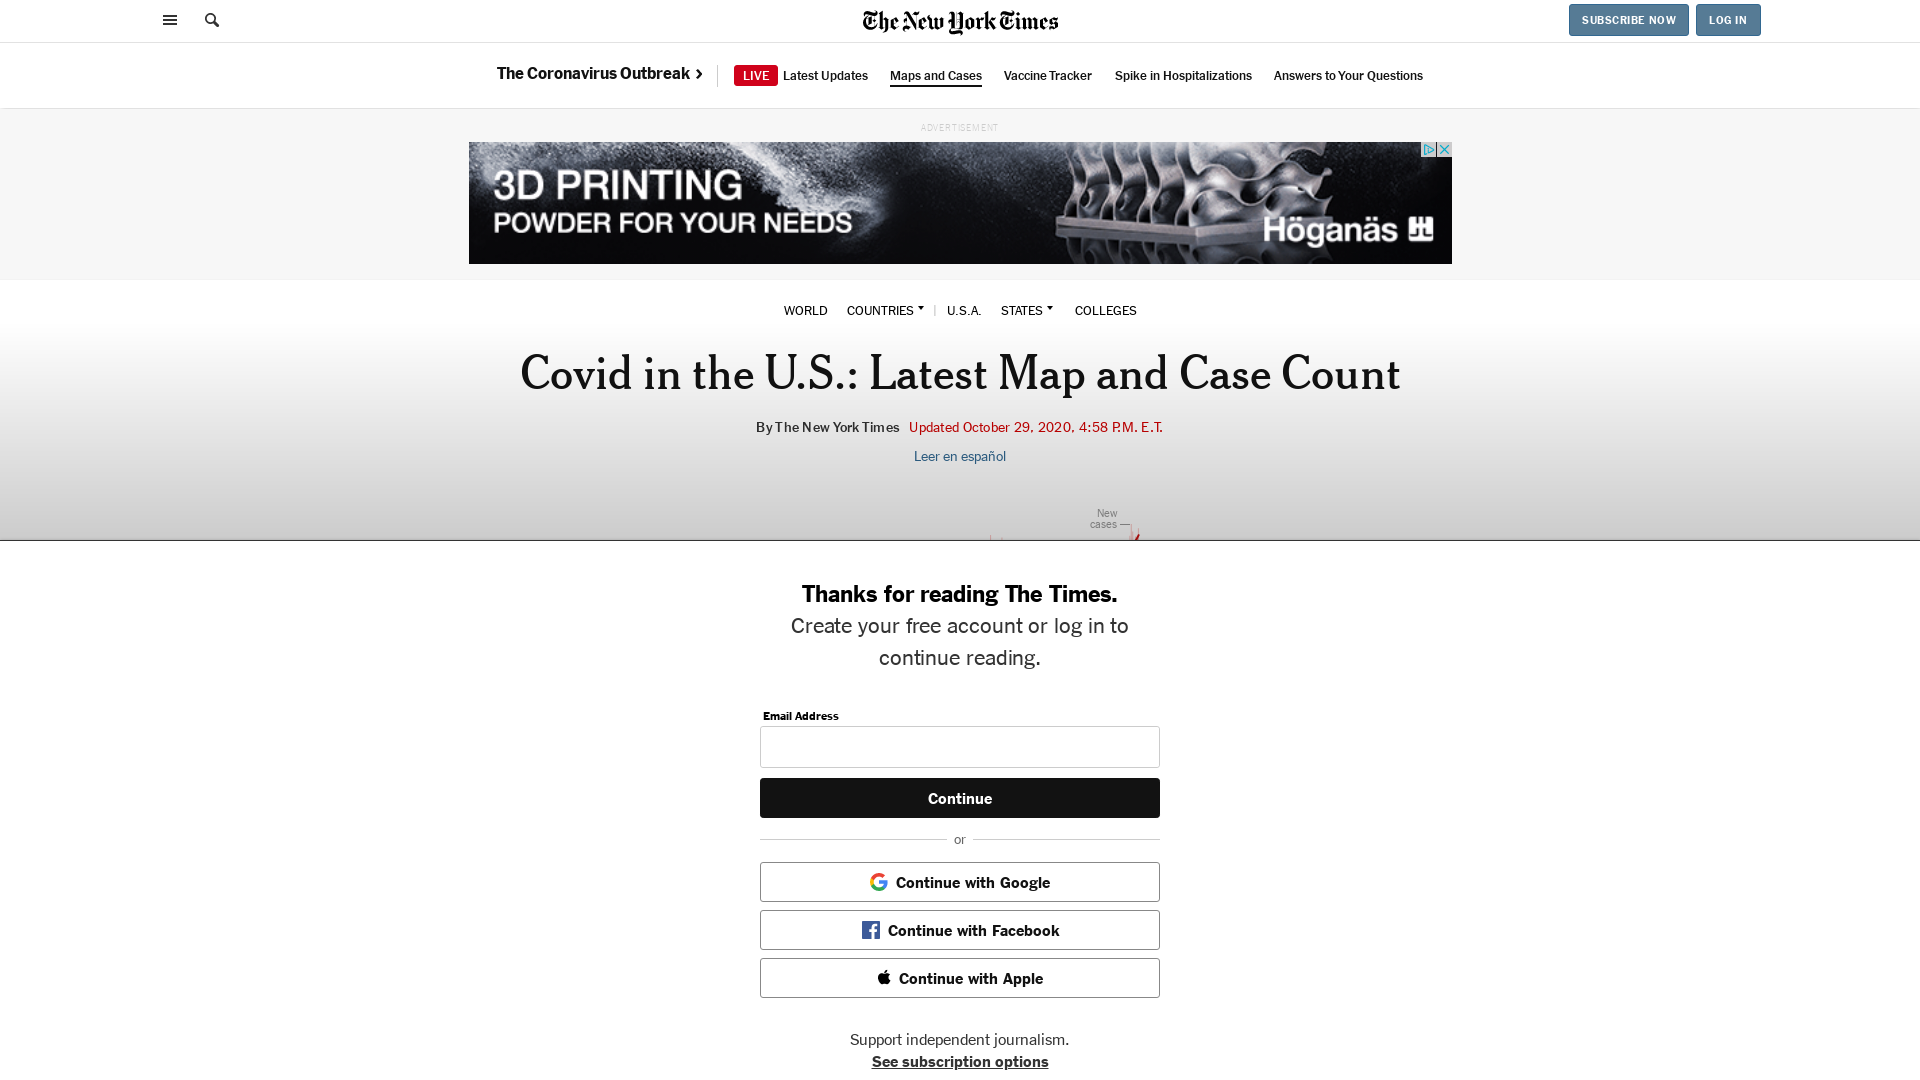 The New York Times
SUBSCRIBE NOW
LOG IN
The Coronavirus Outbreak
LIVE Latest Updates
Maps and Cases
Vaccine Tracker
Spike in Hospitalizations
Answers to Your Questions
ADVERTISEMENT
3D PRINTING
POWDER FOR YOUR NEEDS
Höganäs
WORLD COUNTRIES | U.S.A. STATES COLLEGES
Covid in the U.S.: Latest Map and Case Count
By The New York Times Updated October 29, 2020, 4:58 P.M. E.T.
Leer en español
New
cases
Thanks for reading The Times.
Create your free account or log in to
continue reading.
Email Address
Continue
or
Continue with Google
Continue with Facebook
Continue with Apple
Support independent journalism.
See subscription options